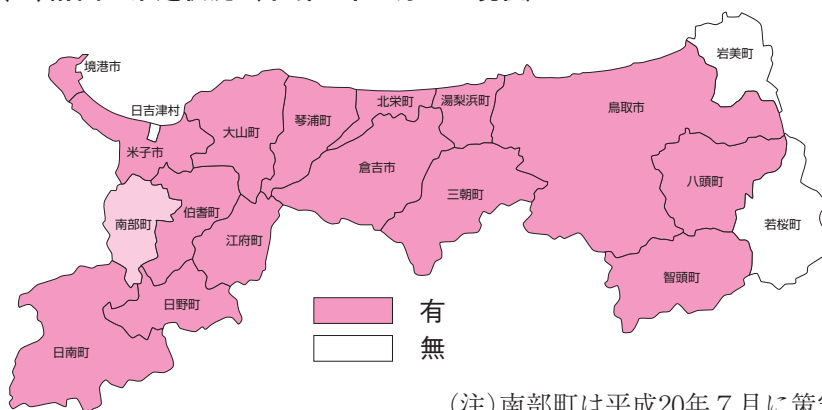 岩美町
境港市
日吉津村
北栄町
湯梨浜町
鳥取市
大山町
琴浦町
米子市
倉吉市
八頭町
三朝町
南部町
伯耆町
若桜町
江府町
智頭町
日野町
日南町
有
無
(注)南部町は平成20年7月に策